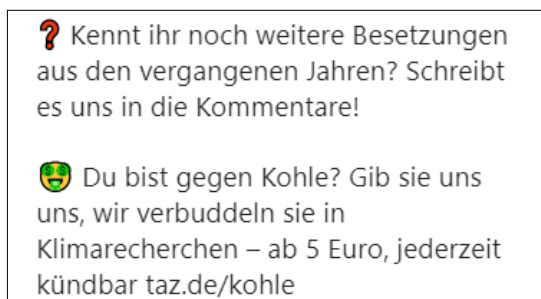 ❓ Kennt ihr noch weitere Besetzungen
aus den vergangenen Jahren? Schreibt
es uns in die Kommentare!
🤑 Du bist gegen Kohle? Gib sie uns
uns, wir verbuddeln sie in
Klimarecherchen – ab 5 Euro, jederzeit
kündbar taz.de/kohle